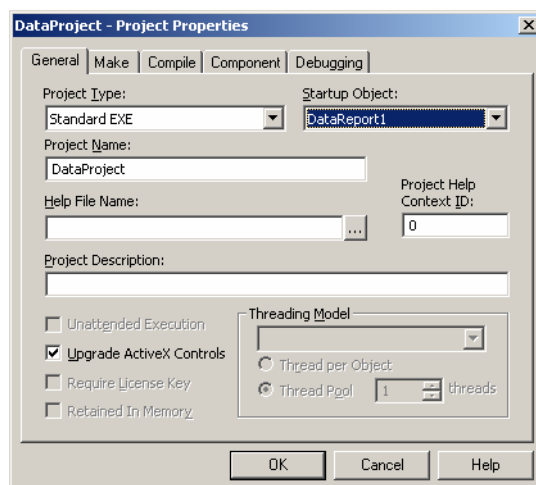 DataProject - Project Properties
General Make Compile Component Debugging
Project Type: Startup Object:
Standard EXE DataReport1
Project Name:
DataProject
Help File Name:
Project Help Context ID:
...
0
Project Description:
Unattended Execution
Upgrade ActiveX Controls
Require License Key
Retained In Memory
Threading Model
Thread per Object
Thread Pool 1 threads
OK Cancel Help